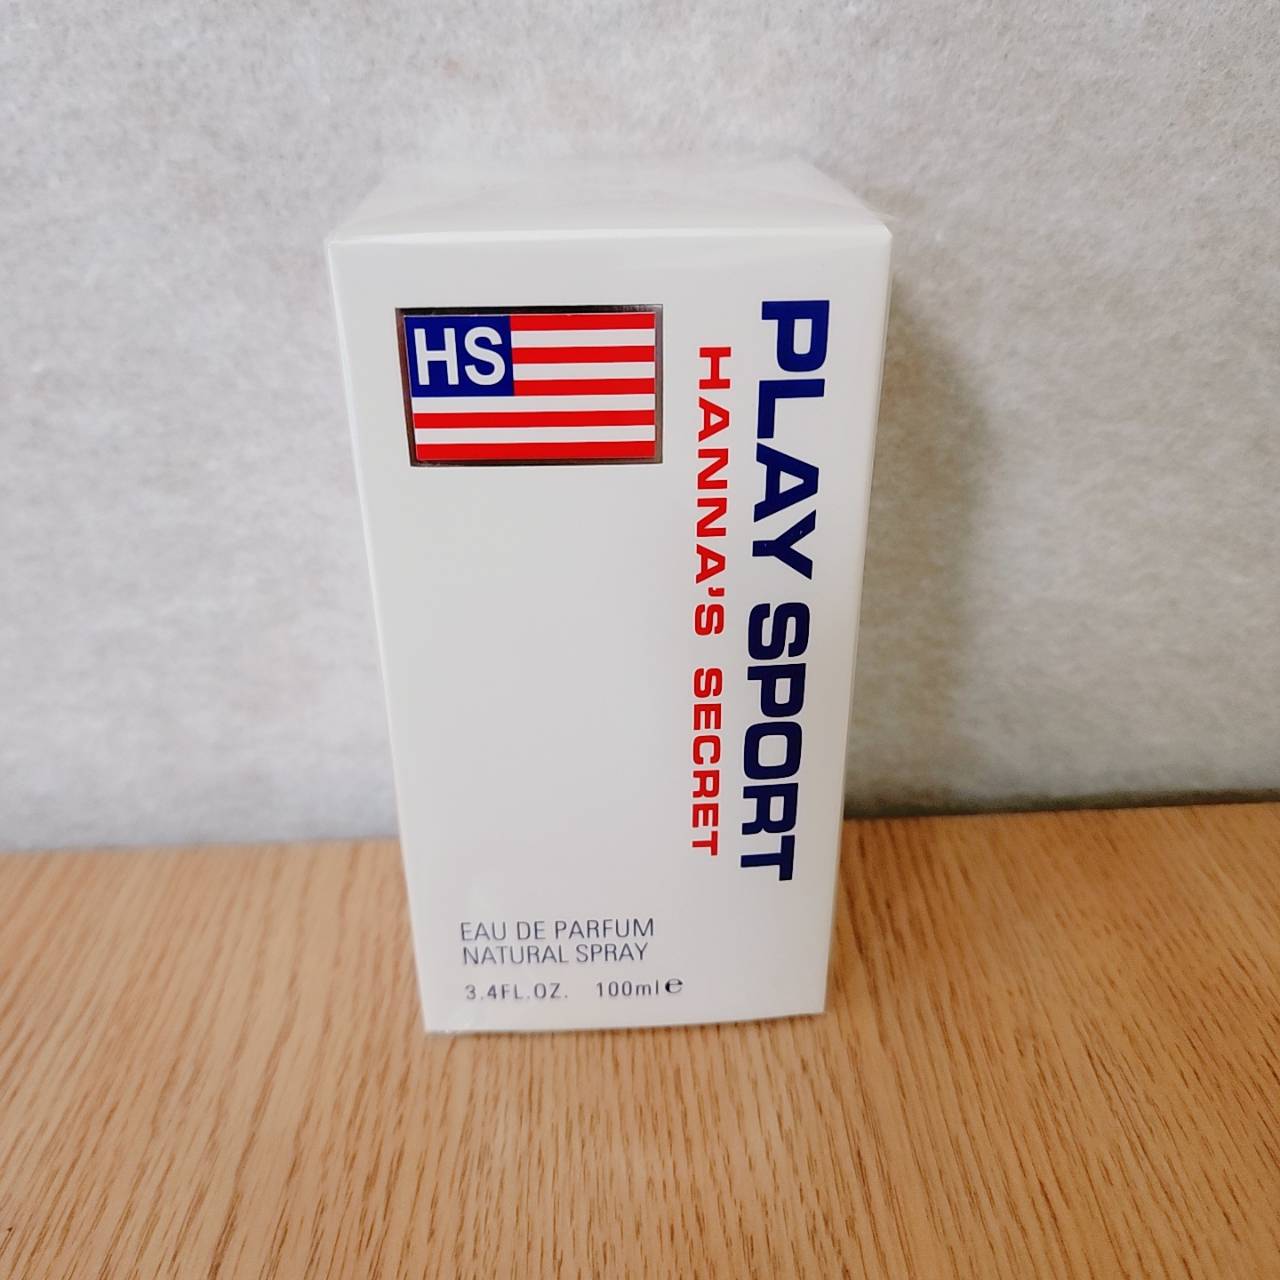 HS
PLAY SPORT
HANNA'S SECRET
EAU DE PARFUM
NATURAL SPRAY
3.4FL.OZ. 100ml℮